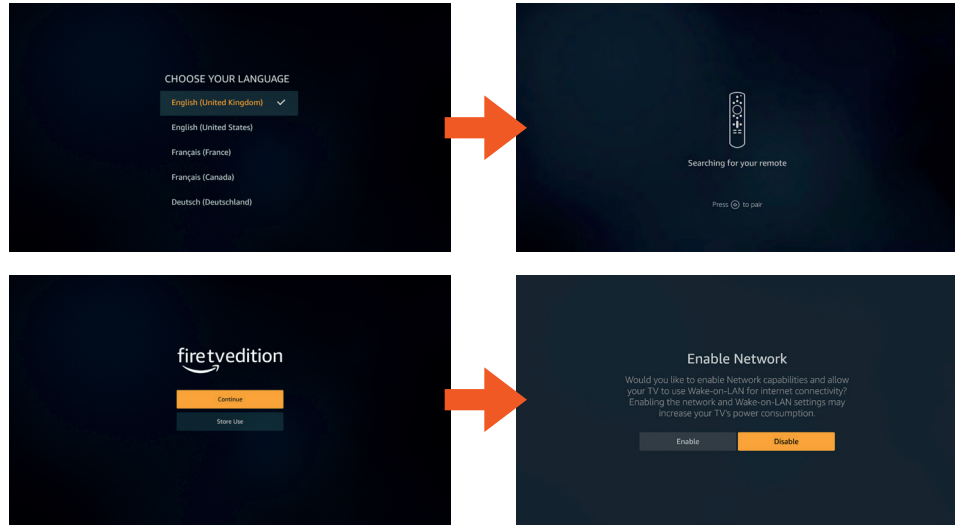 CHOOSE YOUR LANGUAGE
English (United Kingdom)
English (United States)
Français (France)
Français (Canada)
Deutsch (Deutschland)
Searching for your remote
Press to pair
firetvedition
Continue
Store Use
Enable Network
Would you like to enable Network capabilities and allow
your TV to use Wake-on-LAN for internet connectivity?
Enabling the network and Wake-on-LAN settings may
increase your TV's power consumption.
Enable
Disable